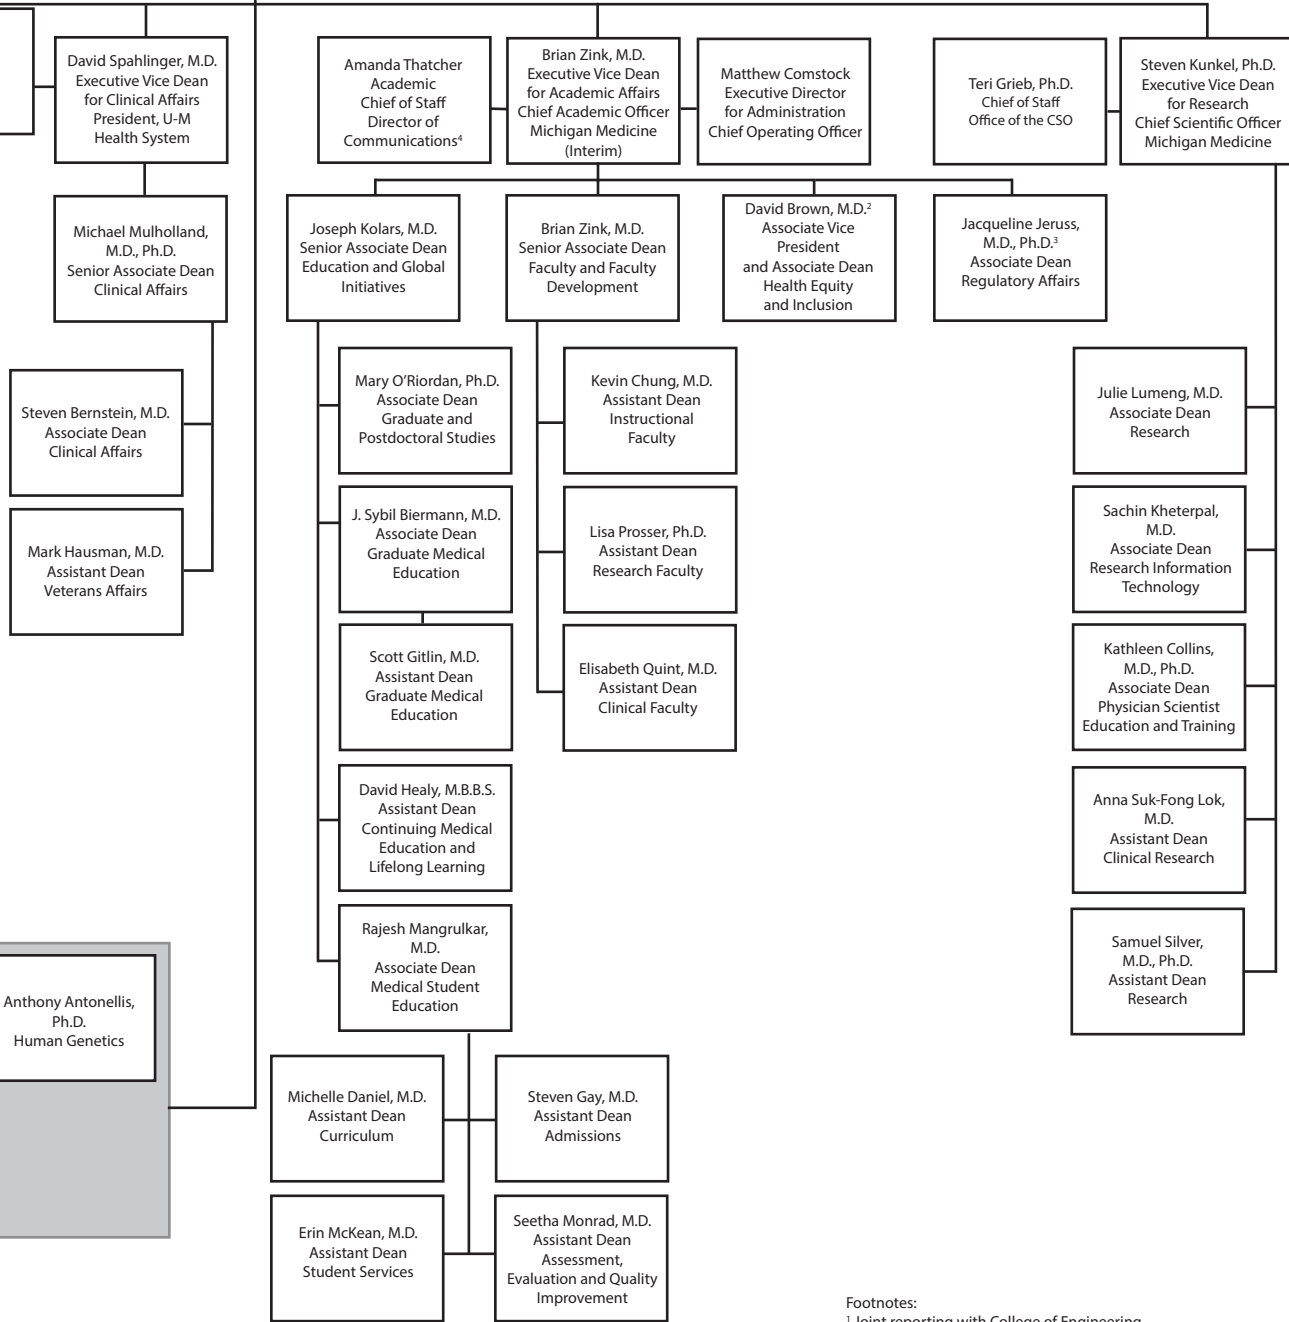 David Spahlinger, M.D.
Executive Vice Dean
for Clinical Affairs
President, U-M
Health System
Amanda Thatcher
Academic
Chief of Staff
Director of
Communications⁴
Brian Zink, M.D.
Executive Vice Dean
for Academic Affairs
Chief Academic Officer
Michigan Medicine
(Interim)
Matthew Comstock
Executive Director
for Administration
Chief Operating Officer
Teri Grieb, Ph.D.
Chief of Staff
Office of the CSO
Steven Kunkel, Ph.D.
Executive Vice Dean
for Research
Chief Scientific Officer
Michigan Medicine
Michael Mulholland,
M.D., Ph.D.
Senior Associate Dean
Clinical Affairs
Joseph Kolars, M.D.
Senior Associate Dean
Education and Global
Initiatives
Brian Zink, M.D.
Senior Associate Dean
Faculty and Faculty
Development
David Brown, M.D.²
Associate Vice
President
and Associate Dean
Health Equity
and Inclusion
Jacqueline Jeruss,
M.D., Ph.D.³
Associate Dean
Regulatory Affairs
Steven Bernstein, M.D.
Associate Dean
Clinical Affairs
Mark Hausman, M.D.
Assistant Dean
Veterans Affairs
Mary O’Riordan, Ph.D.
Associate Dean
Graduate and
Postdoctoral Studies
J. Sybil Biermann, M.D.
Associate Dean
Graduate Medical
Education
Scott Gitlin, M.D.
Assistant Dean
Graduate Medical
Education
David Healy, M.B.B.S.
Assistant Dean
Continuing Medical
Education and
Lifelong Learning
Rajesh Mangrulkar,
M.D.
Associate Dean
Medical Student
Education
Kevin Chung, M.D.
Assistant Dean
Instructional
Faculty
Lisa Prosser, Ph.D.
Assistant Dean
Research Faculty
Elisabeth Quint, M.D.
Assistant Dean
Clinical Faculty
Julie Lumeng, M.D.
Associate Dean
Research
Sachin Kheterpal,
M.D.
Associate Dean
Research Information
Technology
Kathleen Collins,
M.D., Ph.D.
Associate Dean
Physician Scientist
Education and Training
Anna Suk-Fong Lok,
M.D.
Assistant Dean
Clinical Research
Samuel Silver,
M.D., Ph.D.
Assistant Dean
Research
Anthony Antonellis,
Ph.D.
Human Genetics
Michelle Daniel, M.D.
Assistant Dean
Curriculum
Steven Gay, M.D.
Assistant Dean
Admissions
Erin McKean, M.D.
Assistant Dean
Student Services
Seetha Monrad, M.D.
Assistant Dean
Assessment,
Evaluation and Quality
Improvement
Footnotes:
¹ Joint reporting with College of Engineering